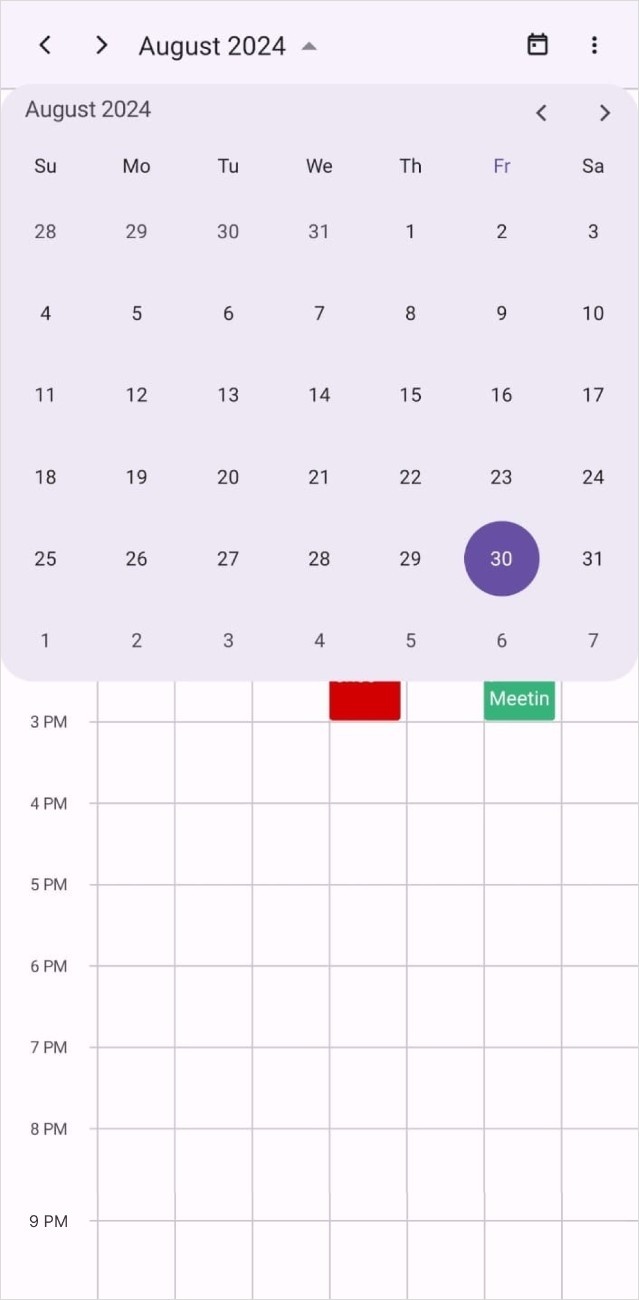 August 2024
August 2024
Su Mo Tu We Th Fr Sa
28 29 30 31 1 2 3
4 5 6 7 8 9 10
11 12 13 14 15 16 17
18 19 20 21 22 23 24
25 26 27 28 29 30 31
1 2 3 4 5 6 7
Meetin
3 PM
4 PM
5 PM
6 PM
7 PM
8 PM
9 PM